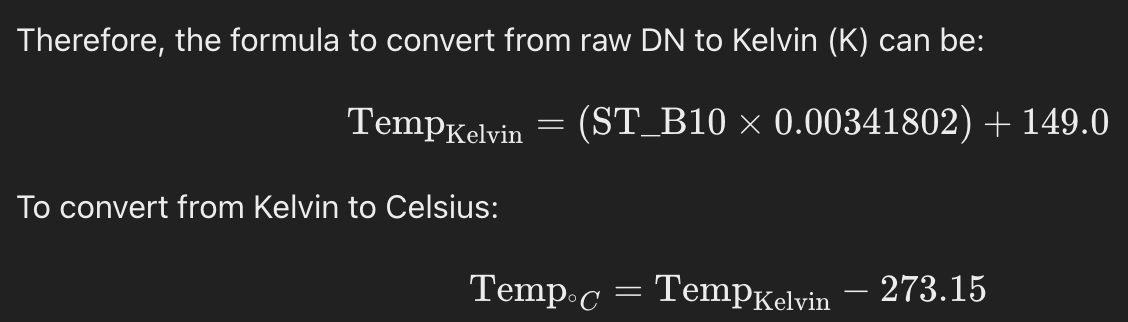 Therefore, the formula to convert from raw DN to Kelvin (K) can be:
Temp_Kelvin = (ST_B10 × 0.00341802) + 149.0
To convert from Kelvin to Celsius:
Temp_∘C = Temp_Kelvin − 273.15